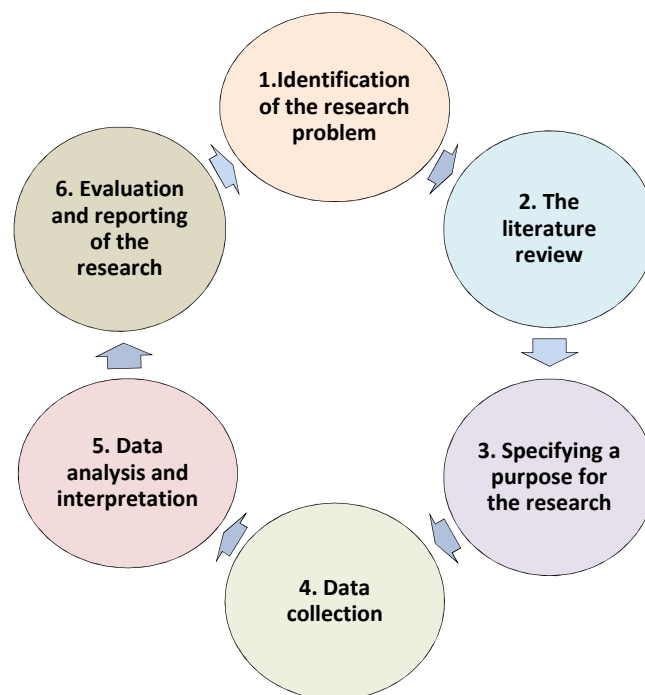 1.Identification
of the research
problem
2. The
literature
review
3. Specifying a
purpose for
the research
4. Data
collection
5. Data
analysis and
interpretation
6. Evaluation
and reporting
of the
research